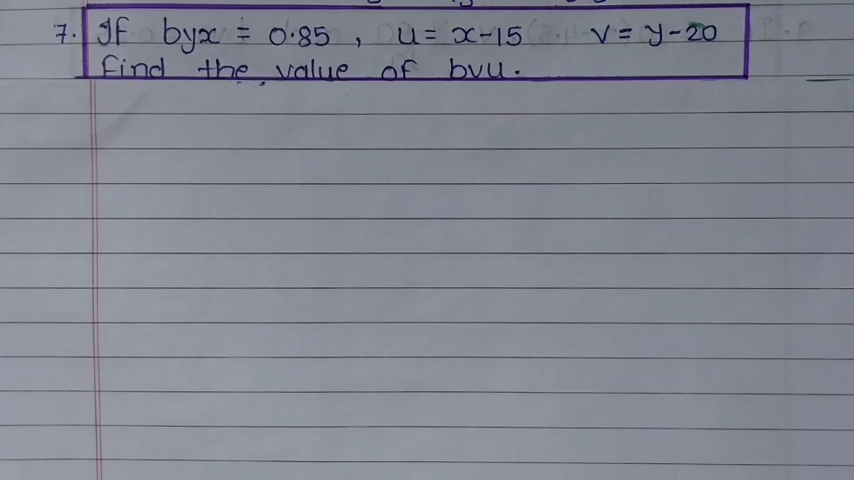 7. If byx = 0.85, u = x-15 v = y-20
find the value of bvu.